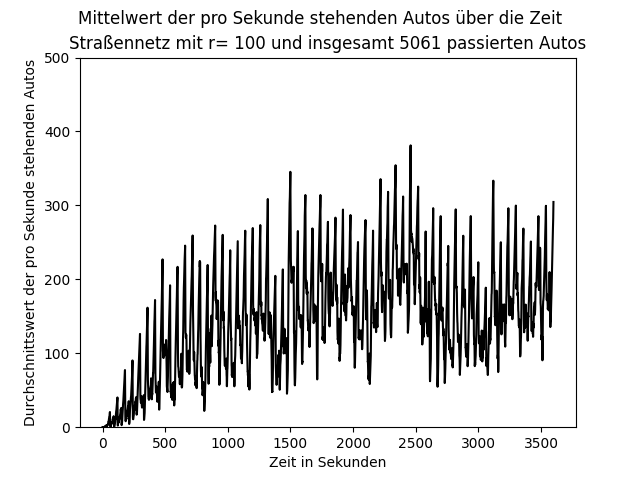 Mittelwert der pro Sekunde stehenden Autos über die Zeit
Straßennetz mit r= 100 und insgesamt 5061 passierten Autos
Durchschnittswert der pro Sekunde stehenden Autos
500
400
300
200
100
0
0 500 1000 1500 2000 2500 3000 3500
Zeit in Sekunden